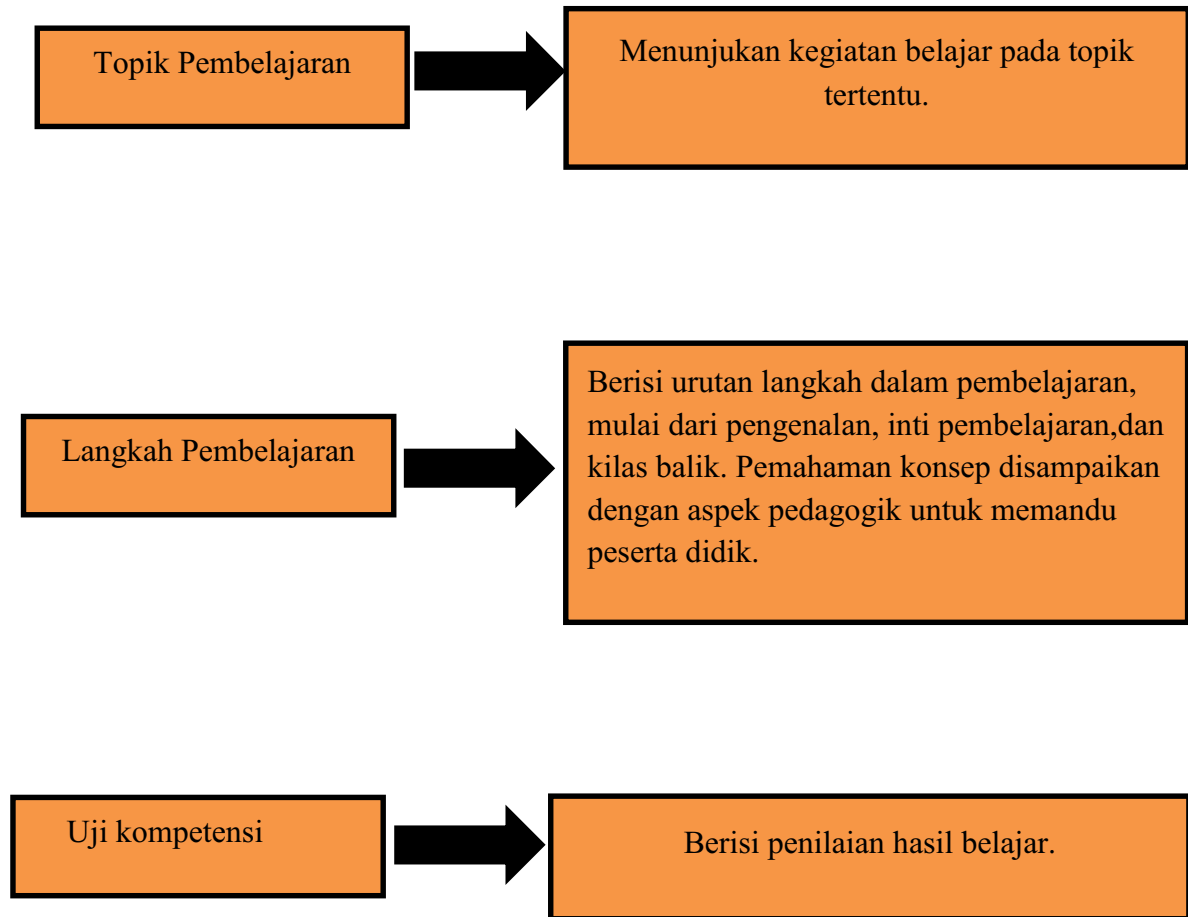 Topik Pembelajaran
Menunjukan kegiatan belajar pada topik
tertentu.
Langkah Pembelajaran
Berisi urutan langkah dalam pembelajaran,
mulai dari pengenalan, inti pembelajaran,dan
kilas balik. Pemahaman konsep disampaikan
dengan aspek pedagogik untuk memandu
peserta didik.
Uji kompetensi
Berisi penilaian hasil belajar.